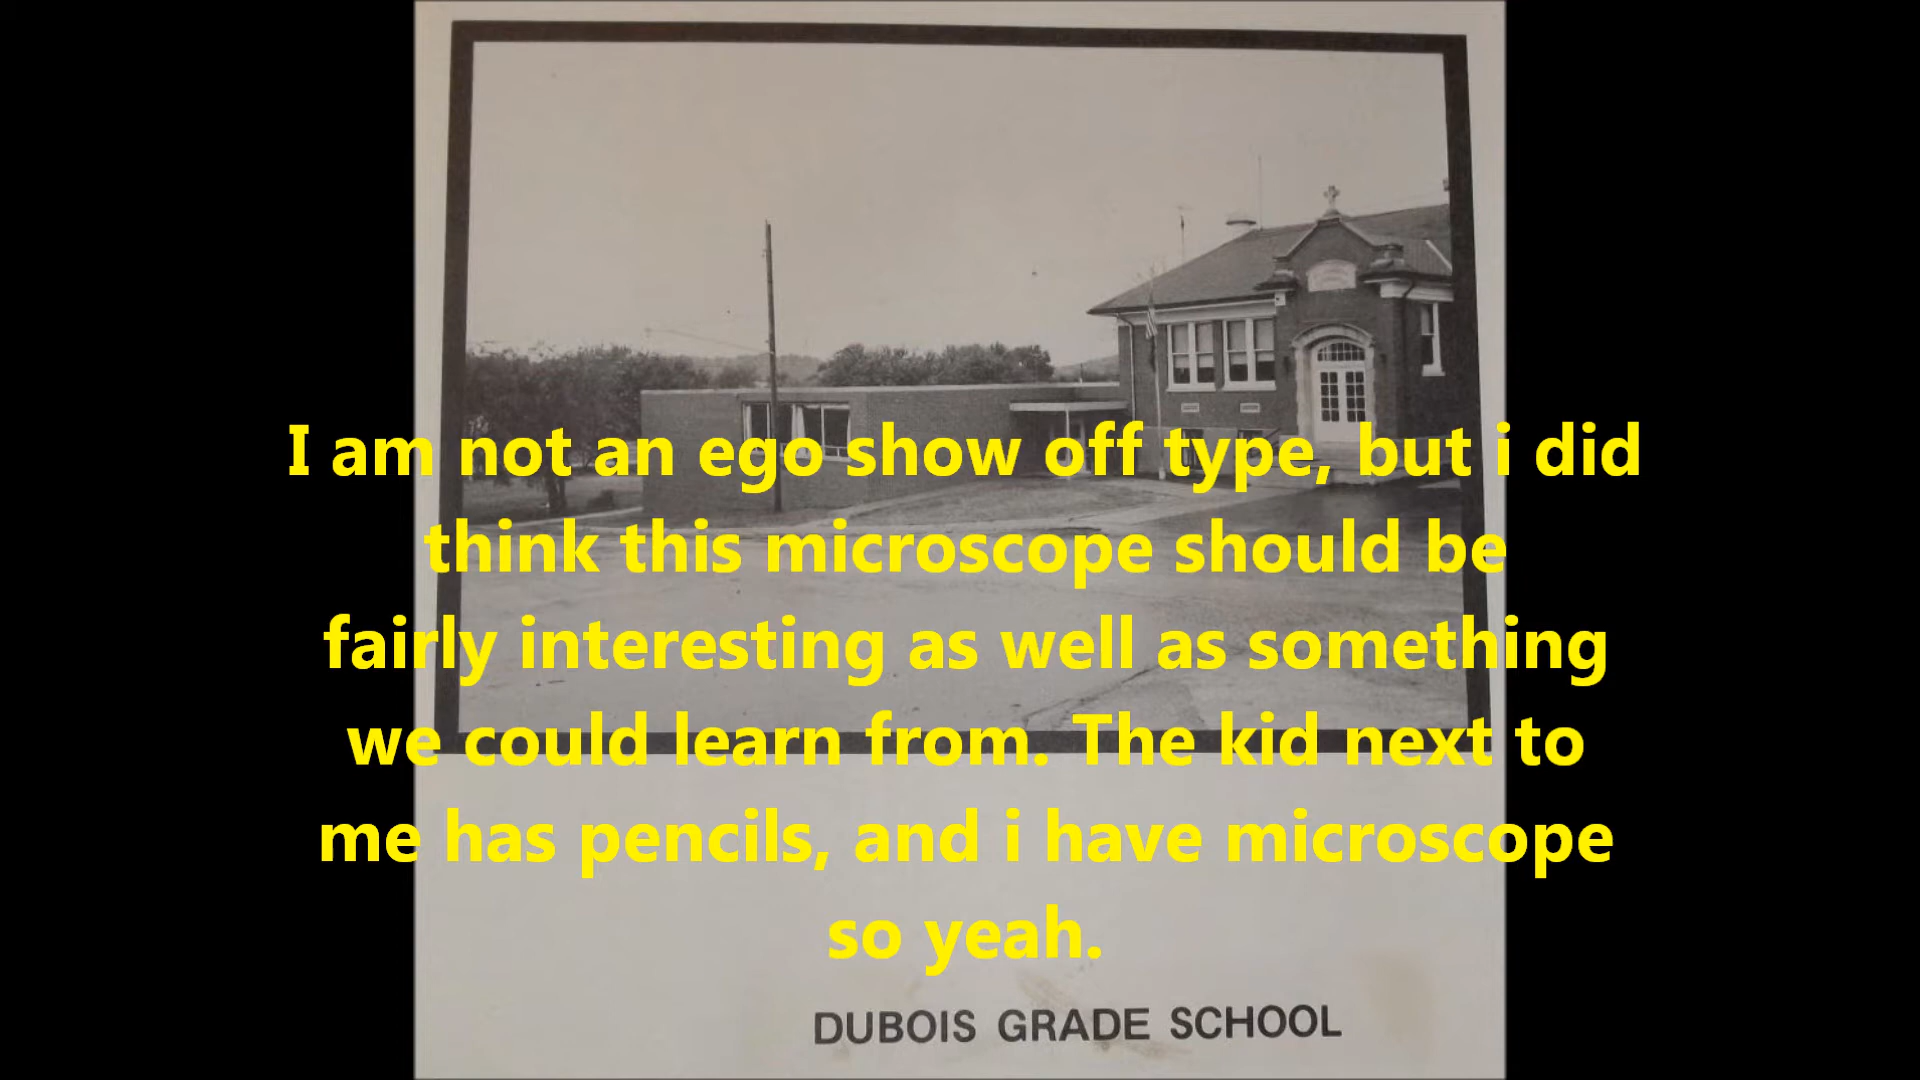 I am not an ego show off type, but i did
think this microscope should be
fairly interesting as well as something
we could learn from. The kid next to
me has pencils, and i have microscope
so yeah.
DUBOIS GRADE SCHOOL